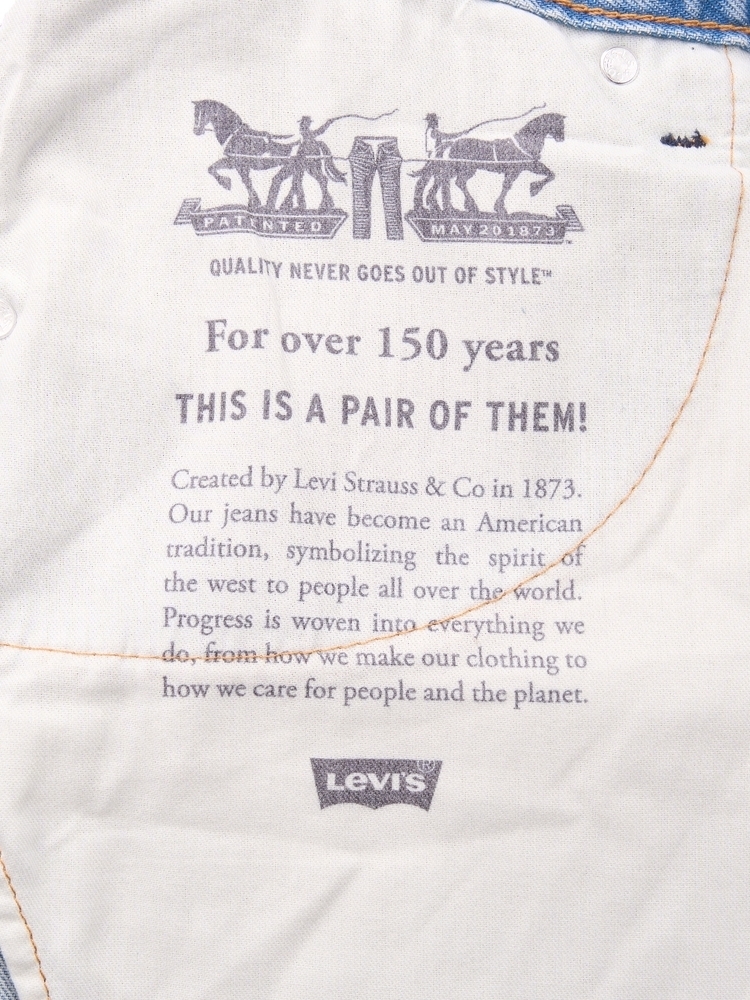 PATENTED MAY 20 1873™
QUALITY NEVER GOES OUT OF STYLE™
For over 150 years
THIS IS A PAIR OF THEM!
Created by Levi Strauss & Co in 1873.
Our jeans have become an American
tradition, symbolizing the spirit of
the west to people all over the world.
Progress is woven into everything we
do, from how we make our clothing to
how we care for people and the planet.
LEVI'S®